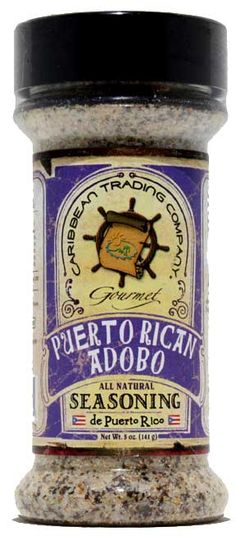 CARIBBEAN TRADING COMPANY
Gourmet
PUERTO RICAN
ADOBO
ALL NATURAL
SEASONING
de Puerto Rico
Net Wt. 5 oz. (141 g)